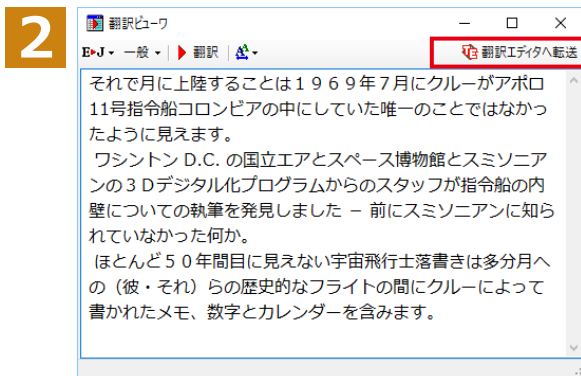 2
翻訳ビューワ
E▸J 一般 翻訳 翻訳エディタへ転送
それで月に上陸することは１９６９年７月にクルーがアポロ
11号指令船コロンビアの中にしていた唯一のことではなかっ
たように見えます。
ワシントン D.C. の国立エアとスペース博物館とスミソニア
ンの３Ｄデジタル化プログラムからのスタッフが指令船の内
壁についての執筆を発見しました － 前にスミソニアンに知ら
れていなかった何か。
ほとんど５０年間目に見えない宇宙飛行士落書きは多分月へ
の（彼・それ）らの歴史的なフライトの間にクルーによって
書かれたメモ、数字とカレンダーを含みます。